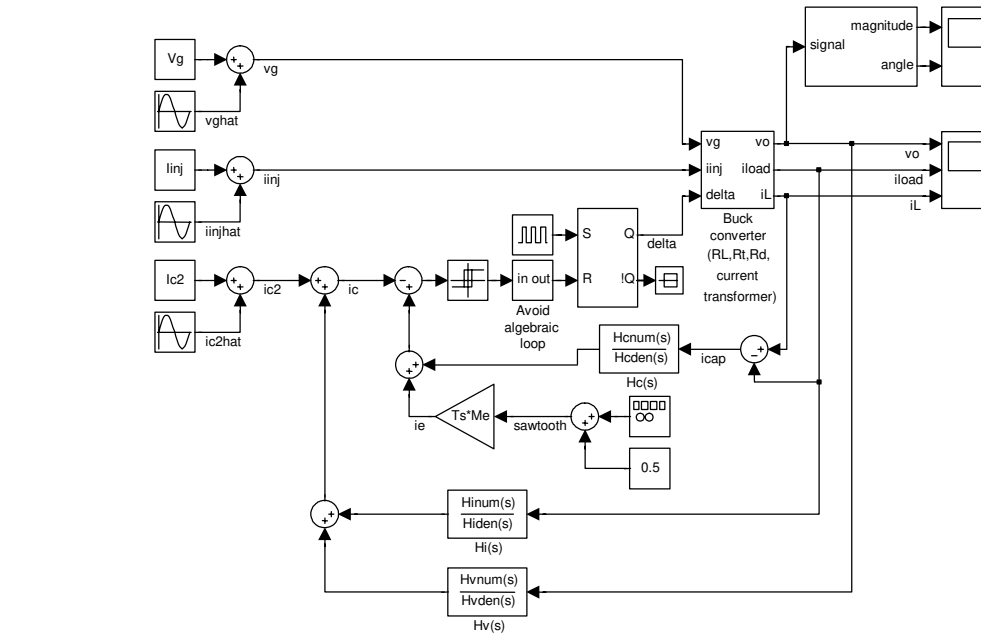 magnitude
signal
angle
Vg
+
+
vg
vghat
vg
vo
vo
Iinj
+
+
iinj
iinj
iload
iload
iinjhat
delta
iL
iL
S
Q
delta
Buck
converter
(RL,Rt,Rd,
current
transformer)
Ic2
+
+
ic2
+
+
ic
−
+
in out
R
!Q
Avoid
algebraic
loop
ic2hat
+
+
Hcnum(s)
Hcden(s)
Hc(s)
icap
+
−
ie
Ts*Me
sawtooth
+
+
0.5
+
+
Hinum(s)
Hiden(s)
Hi(s)
Hvnum(s)
Hvden(s)
Hv(s)